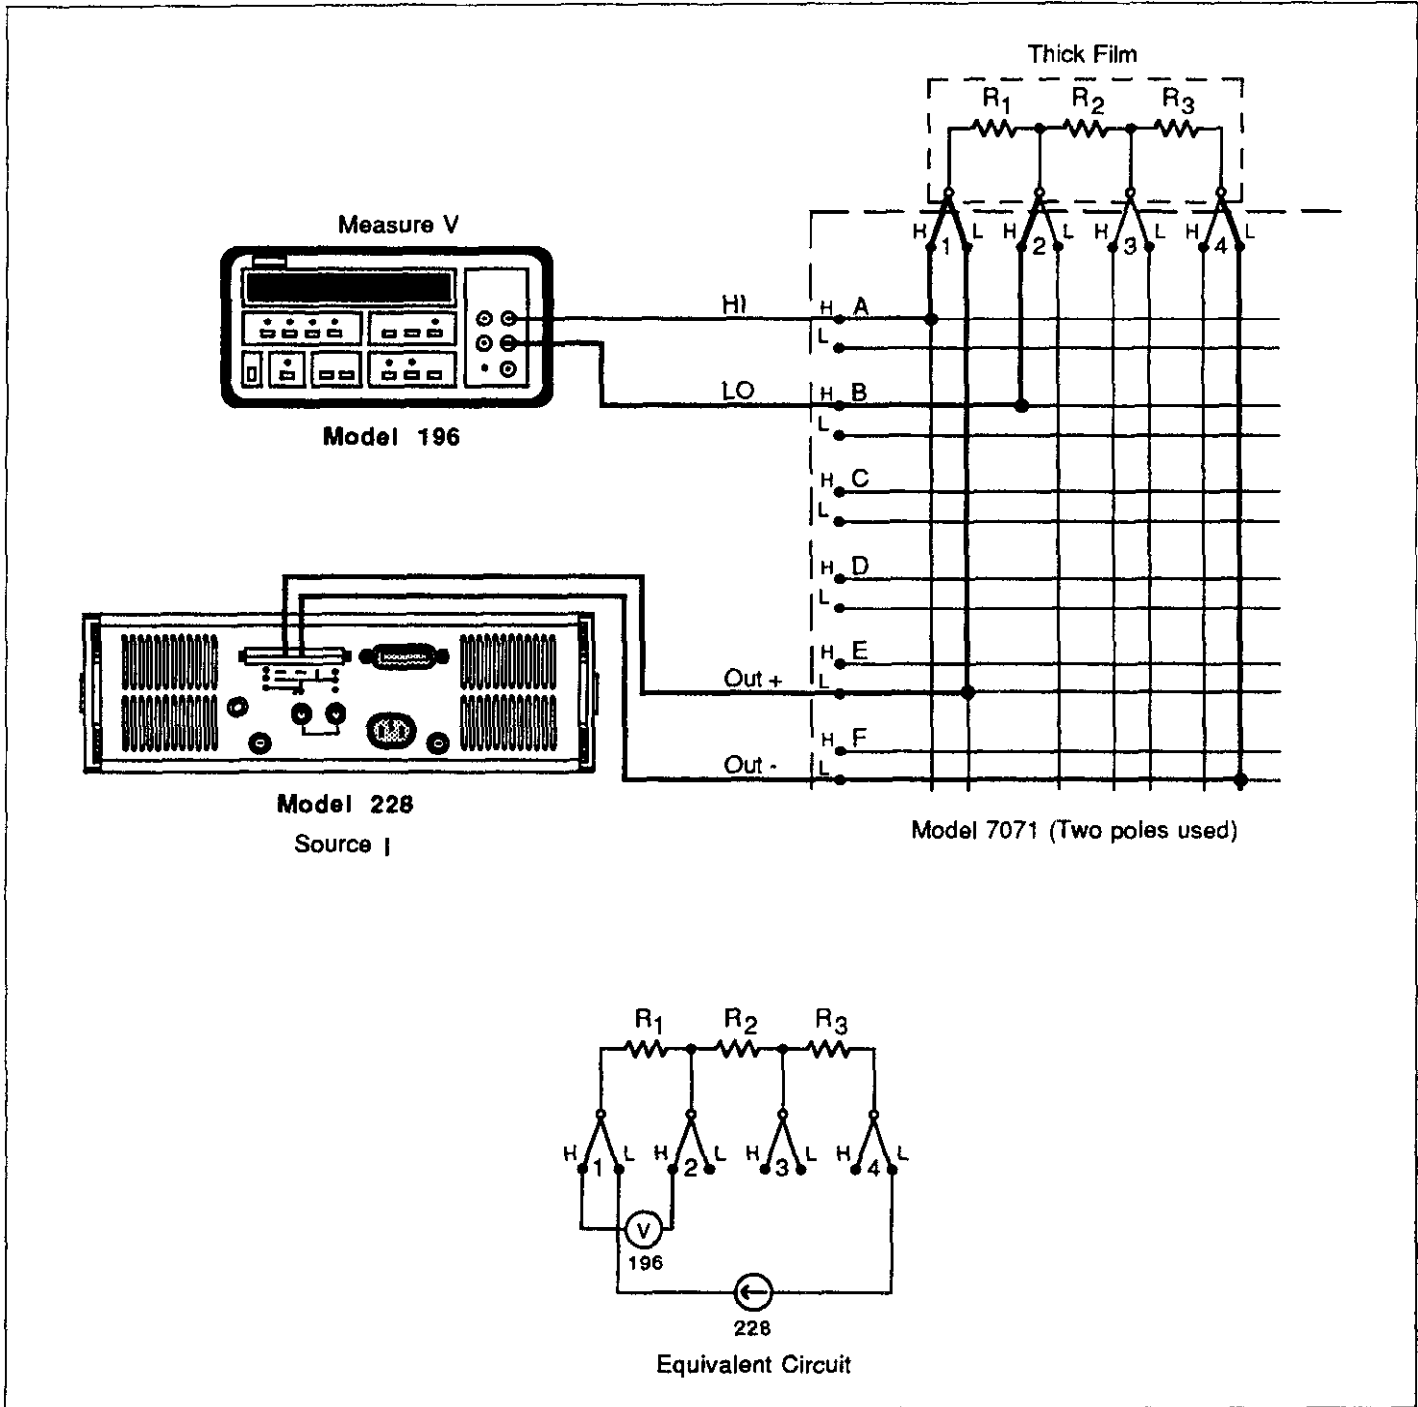 Thick Film
R1 R2 R3
Measure V
H 1 L H 2 L H 3 L H 4 L
HI H A
L
LO H B
L
Model 196
H C
L
H D
L
H E
Out + L
H F
Out - L
Model 228
Source I
Model 7071 (Two poles used)
R1 R2 R3
H 1 L H 2 L H 3 L H 4 L
V
196
228
Equivalent Circuit